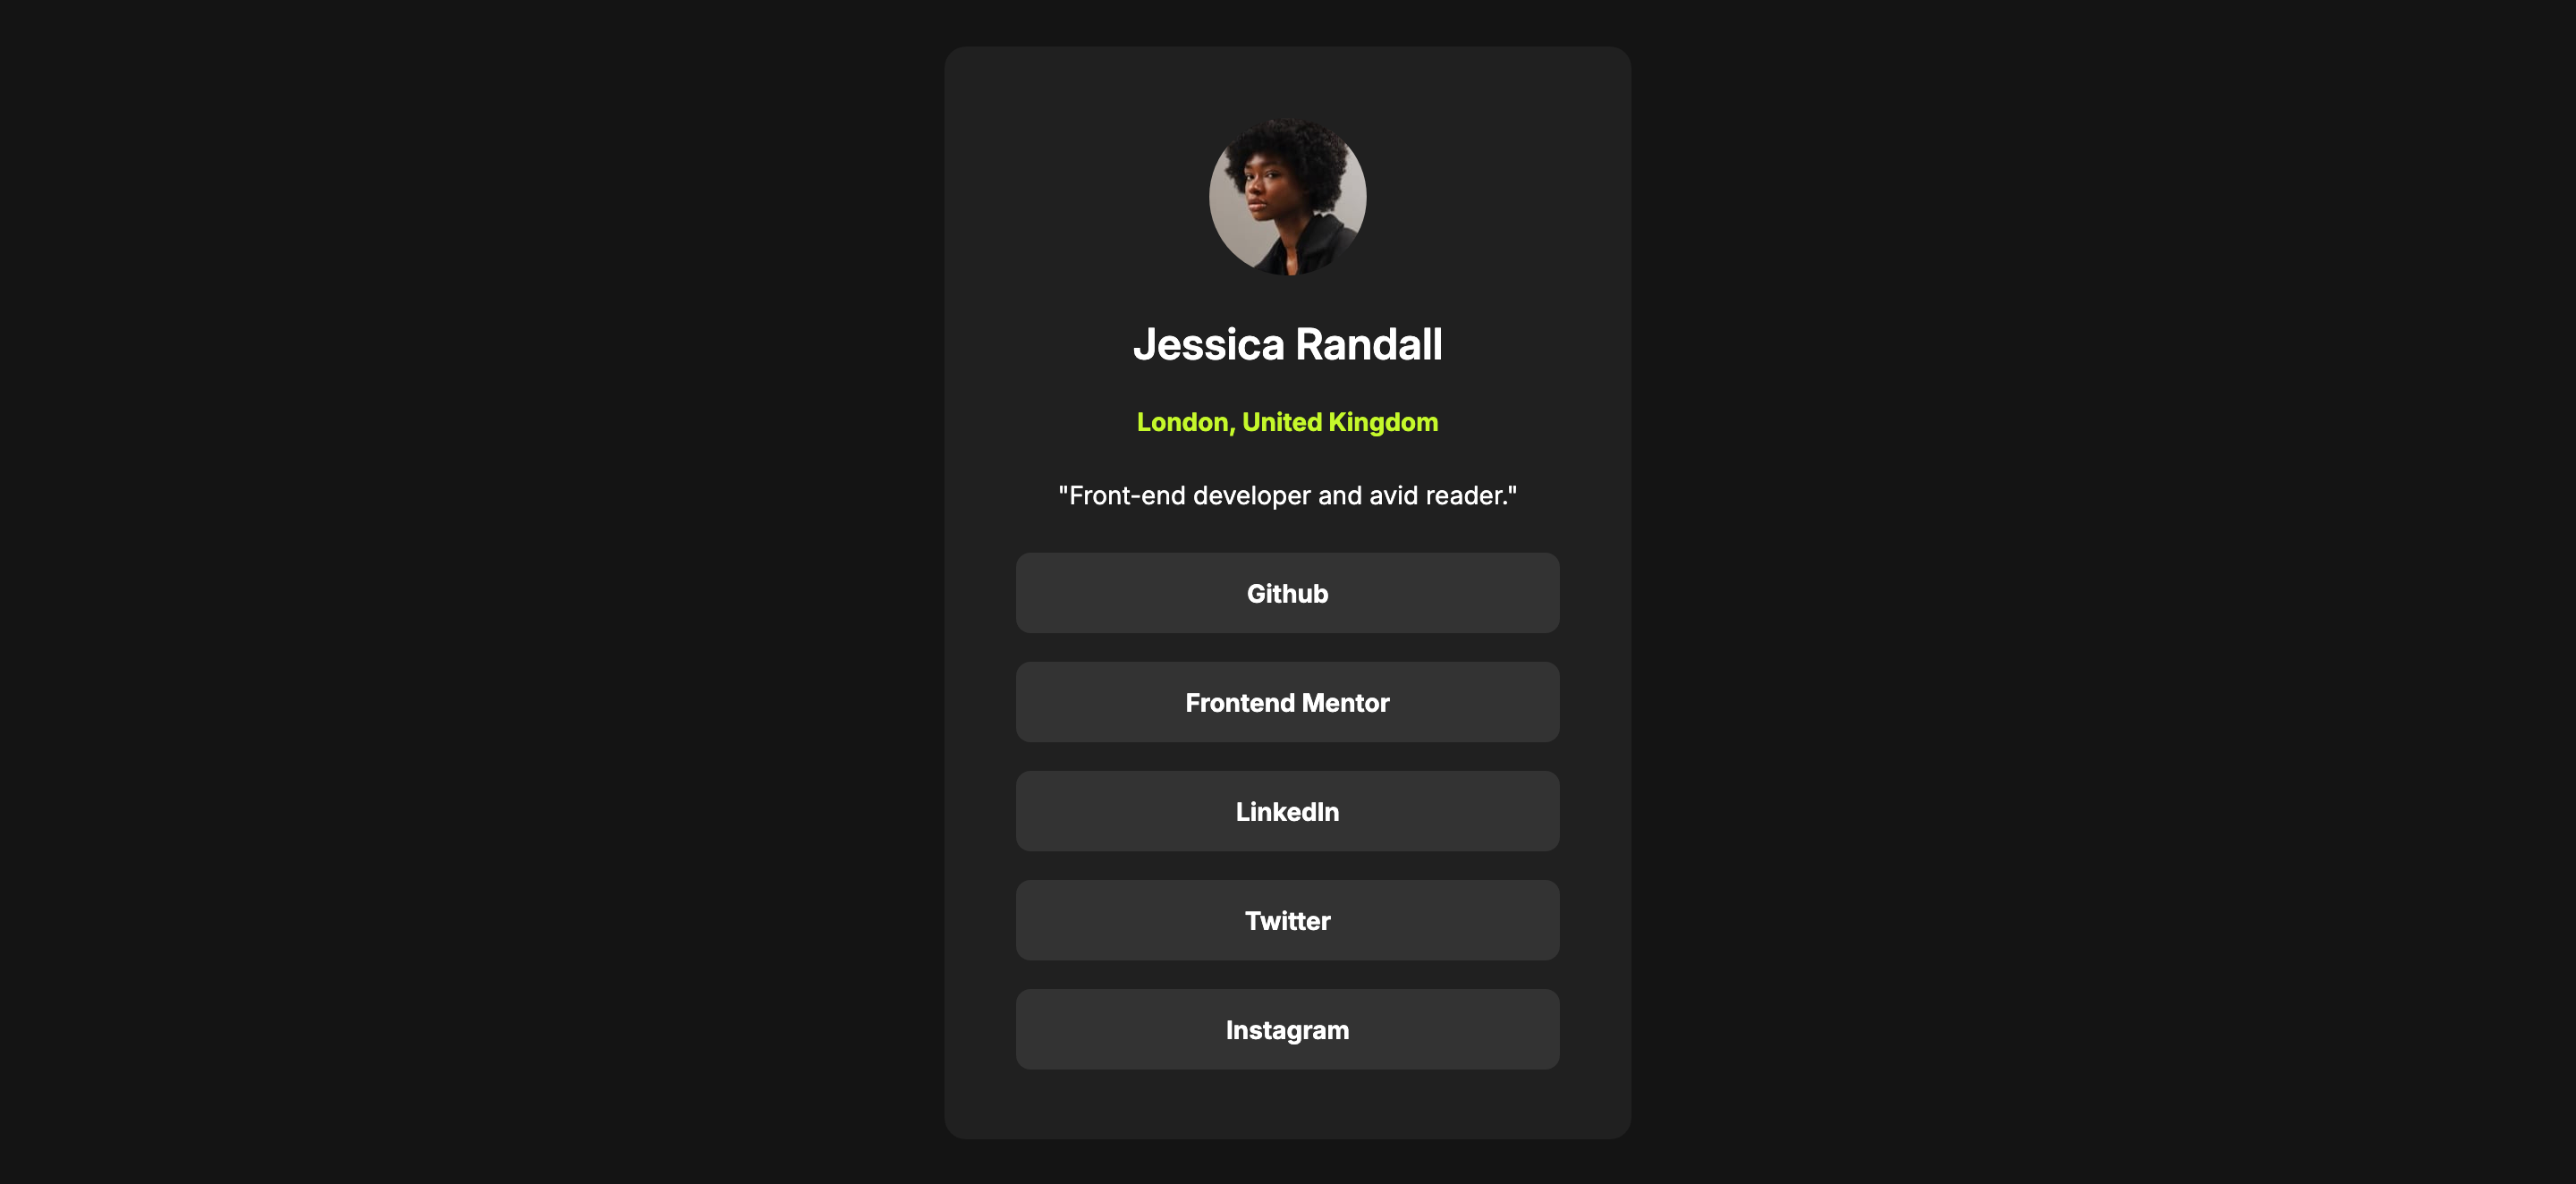 Jessica Randall
London, United Kingdom
"Front-end developer and avid reader."
Github
Frontend Mentor
LinkedIn
Twitter
Instagram